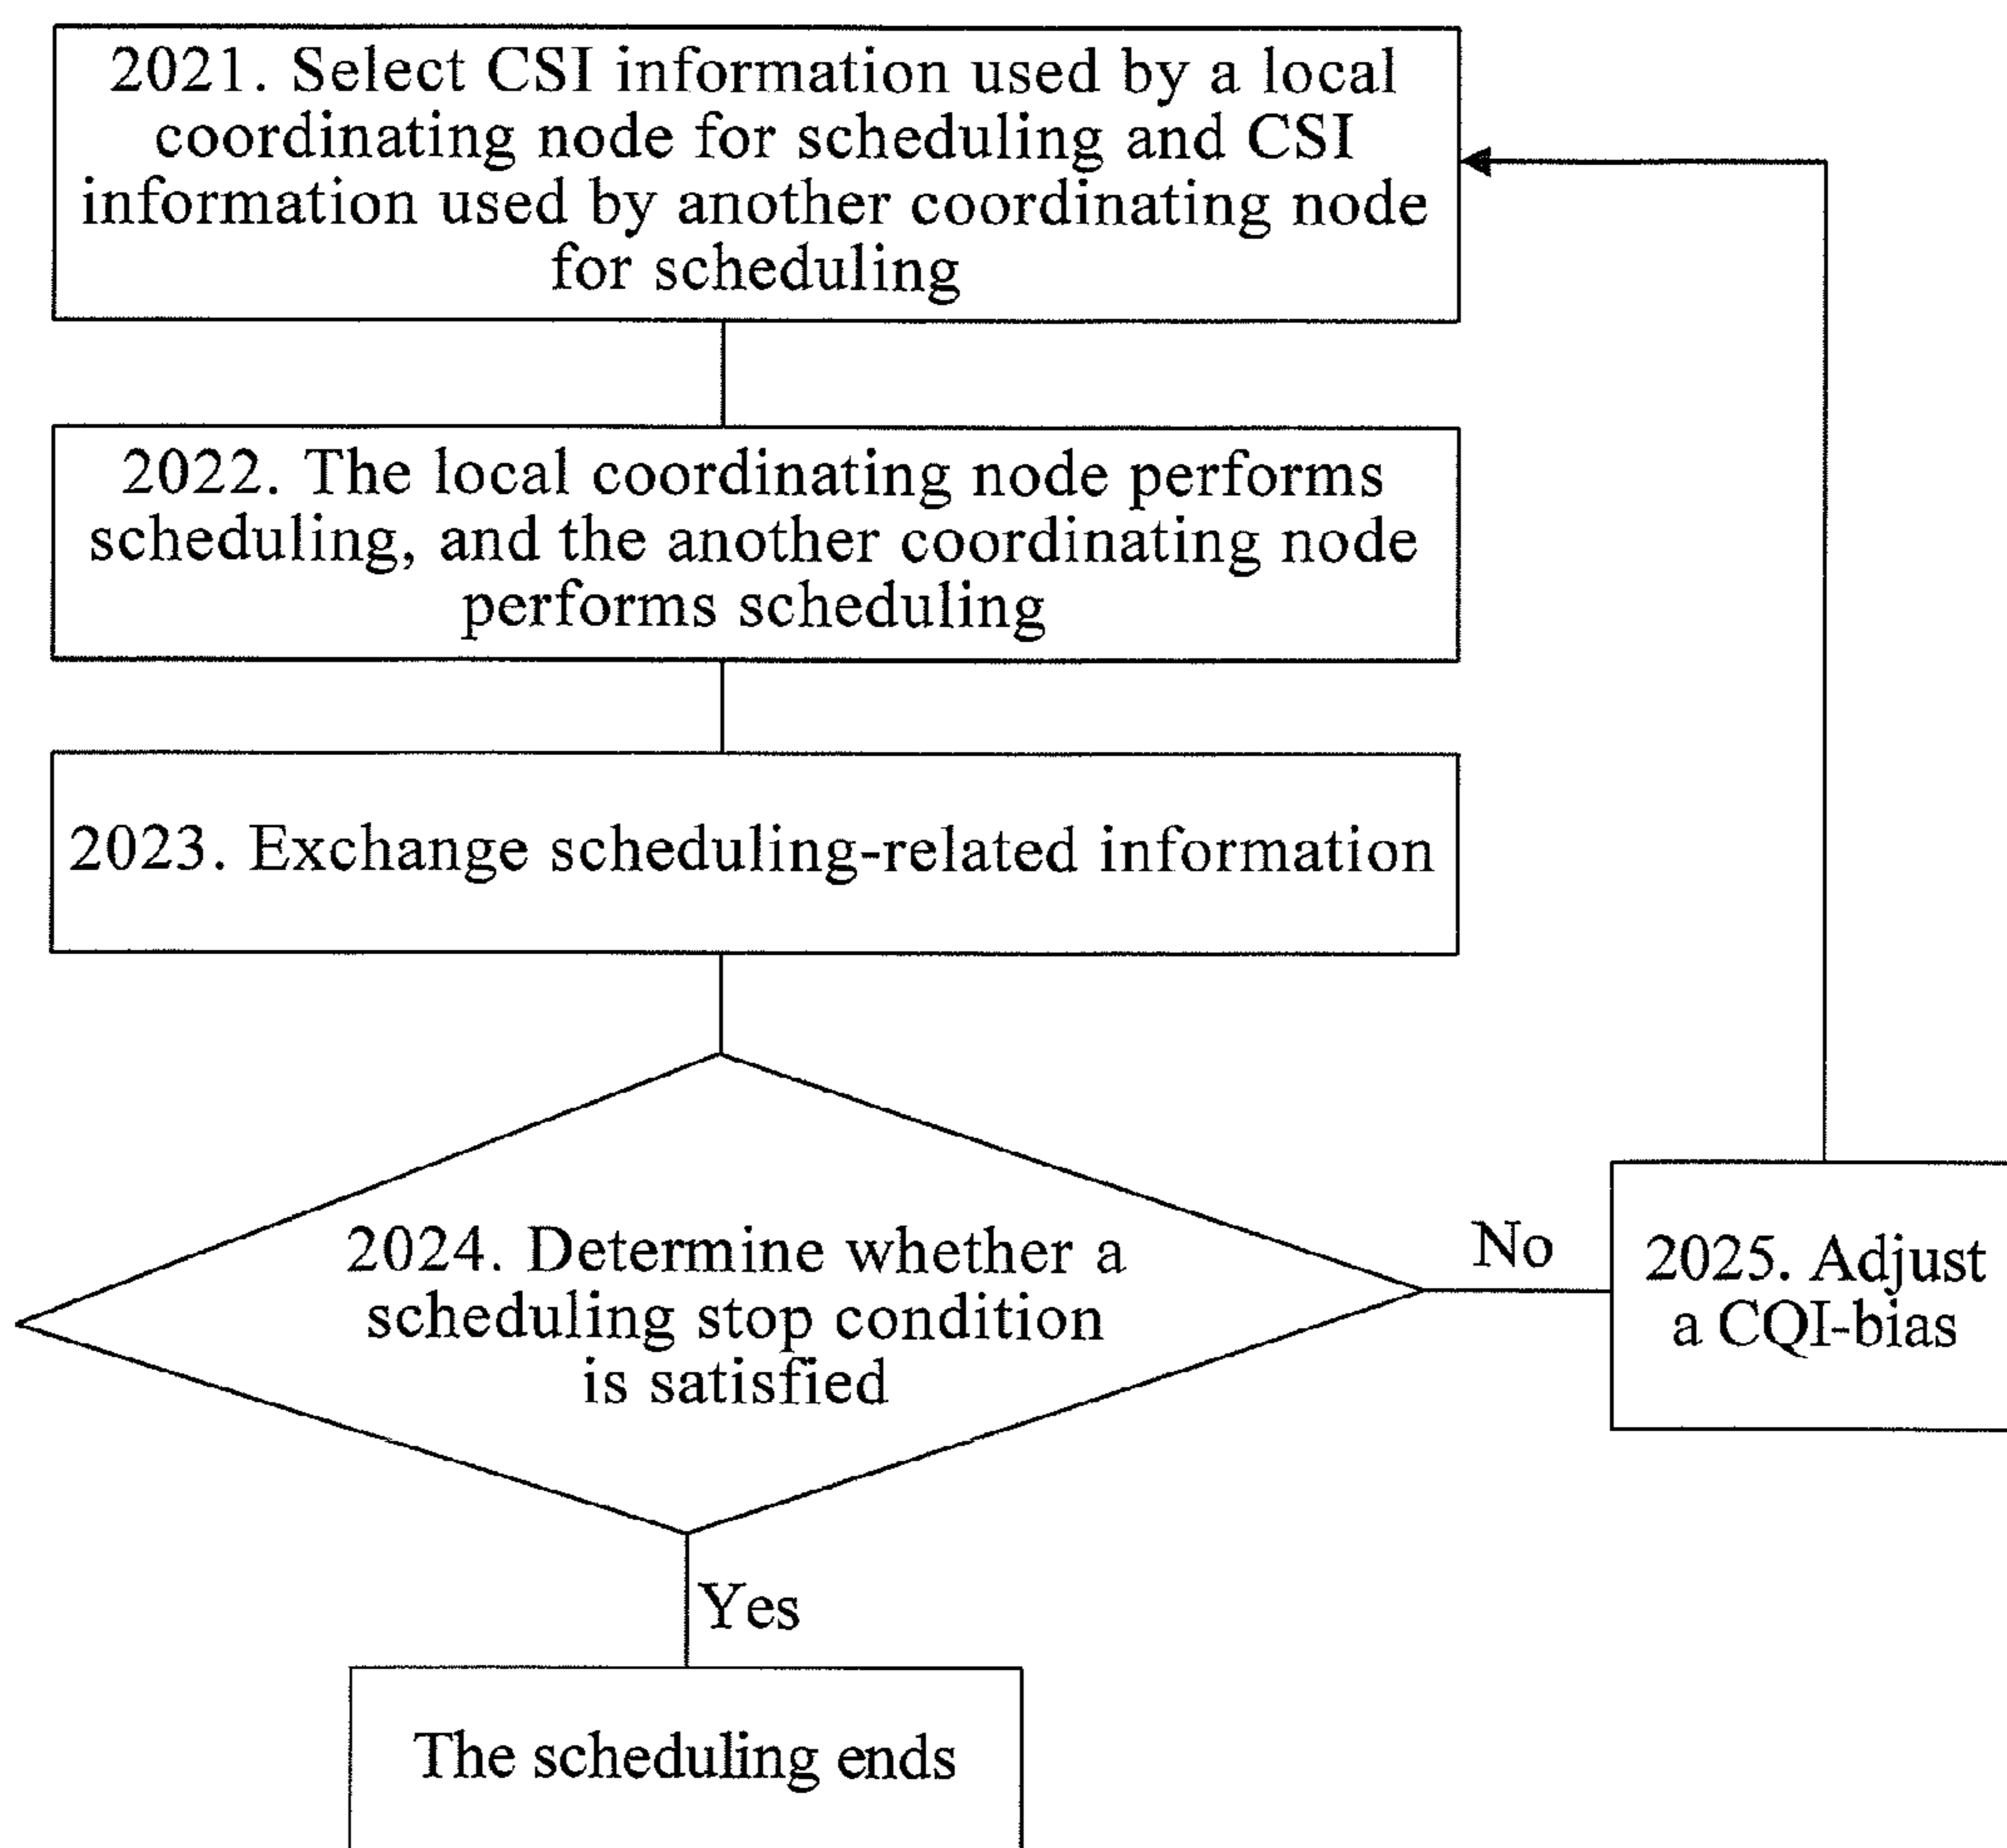 2021. Select CSI information used by a local
coordinating node for scheduling and CSI
information used by another coordinating node
for scheduling
2022. The local coordinating node performs
scheduling, and the another coordinating node
performs scheduling
2023. Exchange scheduling-related information
2024. Determine whether a
scheduling stop condition
is satisfied
No
2025. Adjust
a CQI-bias
Yes
The scheduling ends